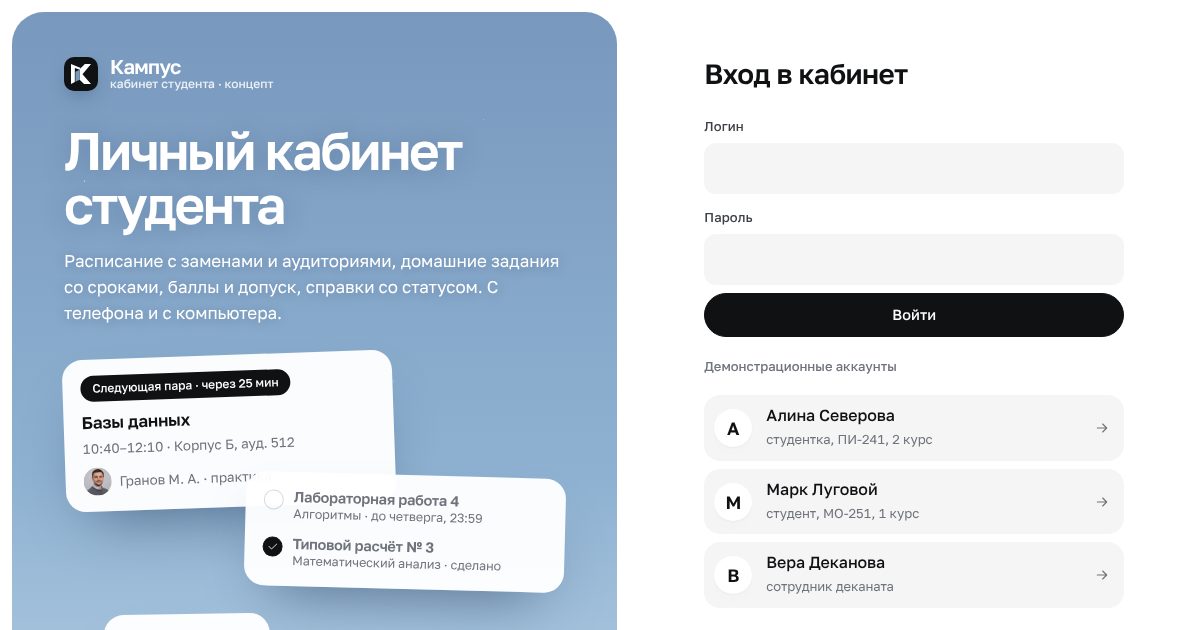 Кампус
кабинет студента · концепт
Личный кабинет
студента
Расписание с заменами и аудиториями, домашние задания
со сроками, баллы и допуск, справки со статусом. С
телефона и с компьютера.
Следующая пара · через 25 мин
Базы данных
10:40–12:10 · Корпус Б, ауд. 512
Гранов М. А. ·
Лабораторная работа 4
Алгоритмы · до четверга, 23:59
Типовой расчёт № 3
Математический анализ · сделано
Вход в кабинет
Логин
Пароль
Войти
Демонстрационные аккаунты
А
Алина Северова
студентка, ПИ-241, 2 курс
→
М
Марк Луговой
студент, МО-251, 1 курс
→
В
Вера Деканова
сотрудник деканата
→